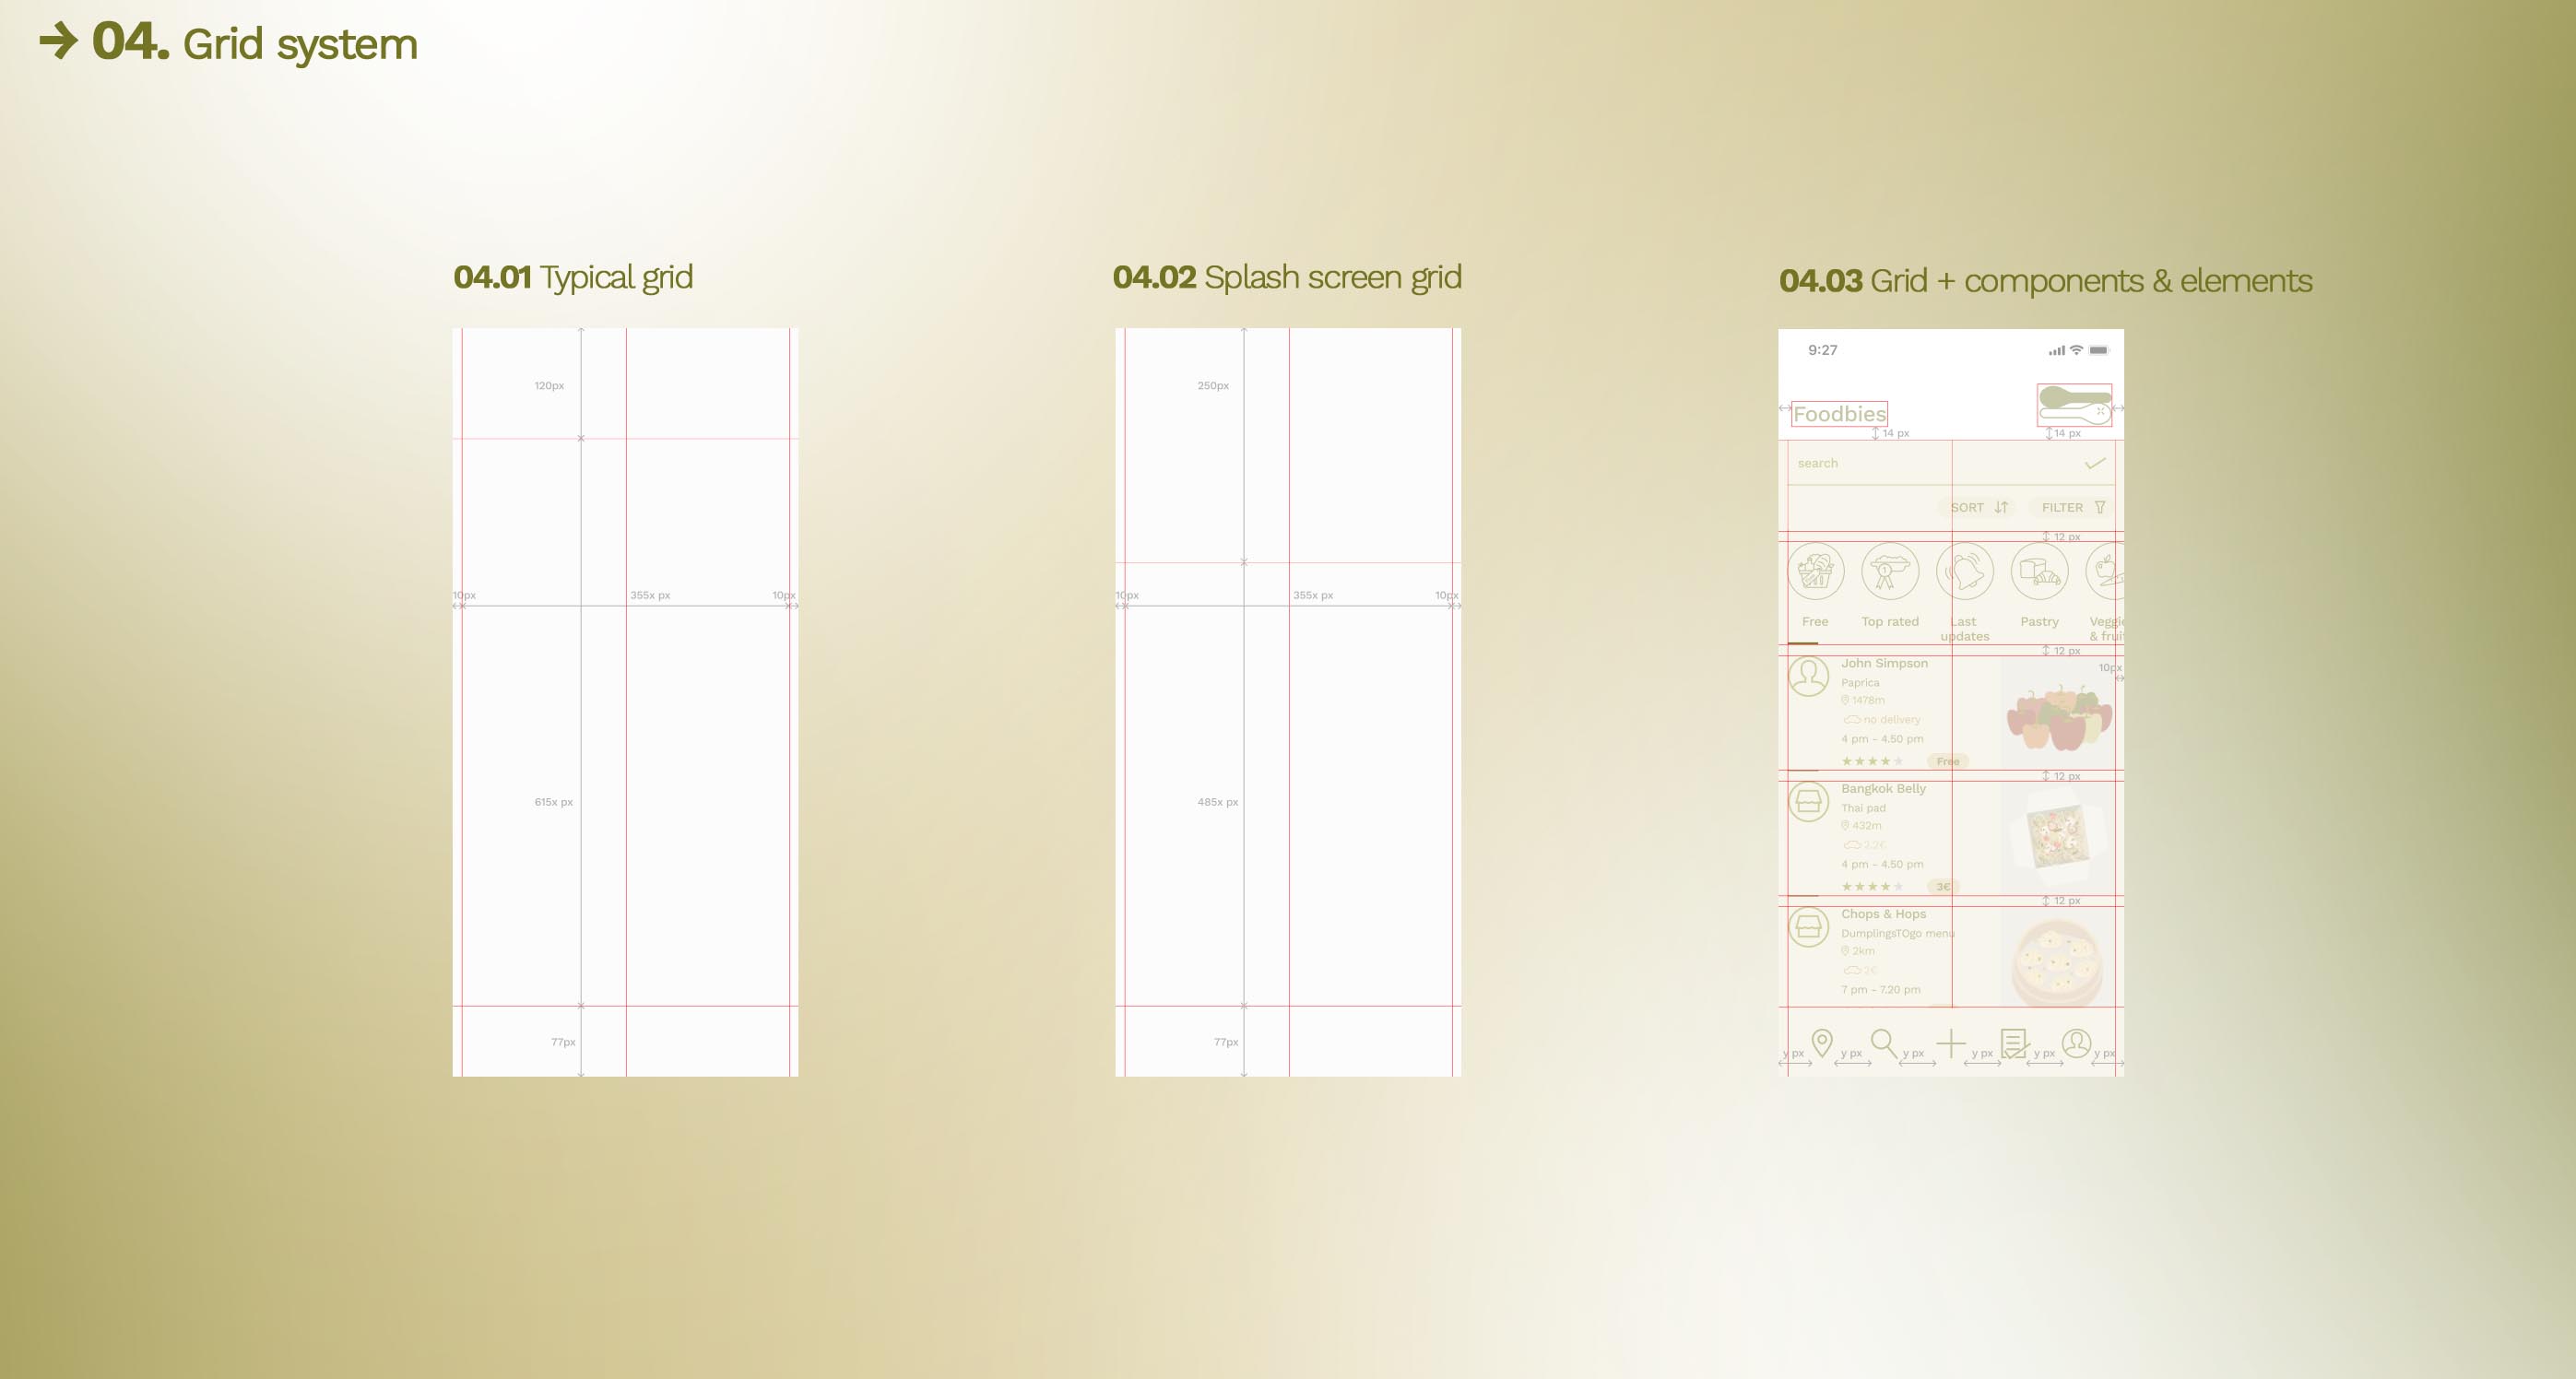 → 04. Grid system
04.01 Typical grid
120px
10px
355x px
10px
615x px
77px
04.02 Splash screen grid
250px
10px
355x px
10px
485x px
77px
04.03 Grid + components & elements
9:27
Foodbies
14 px
14 px
search
SORT
FILTER
12 px
1
Free
Top rated
Last
updates
Pastry
Veggie
& fruit
12 px
John Simpson
10px
Paprica
1478m
no delivery
4 pm - 4.50 pm
Free
12 px
Bangkok Belly
Thai pad
432m
2.2€
4 pm - 4.50 pm
3€
12 px
Chops & Hops
DumplingsTOgo menu
2km
2€
7 pm - 7.20 pm
y px
y px
y px
y px
y px
y px